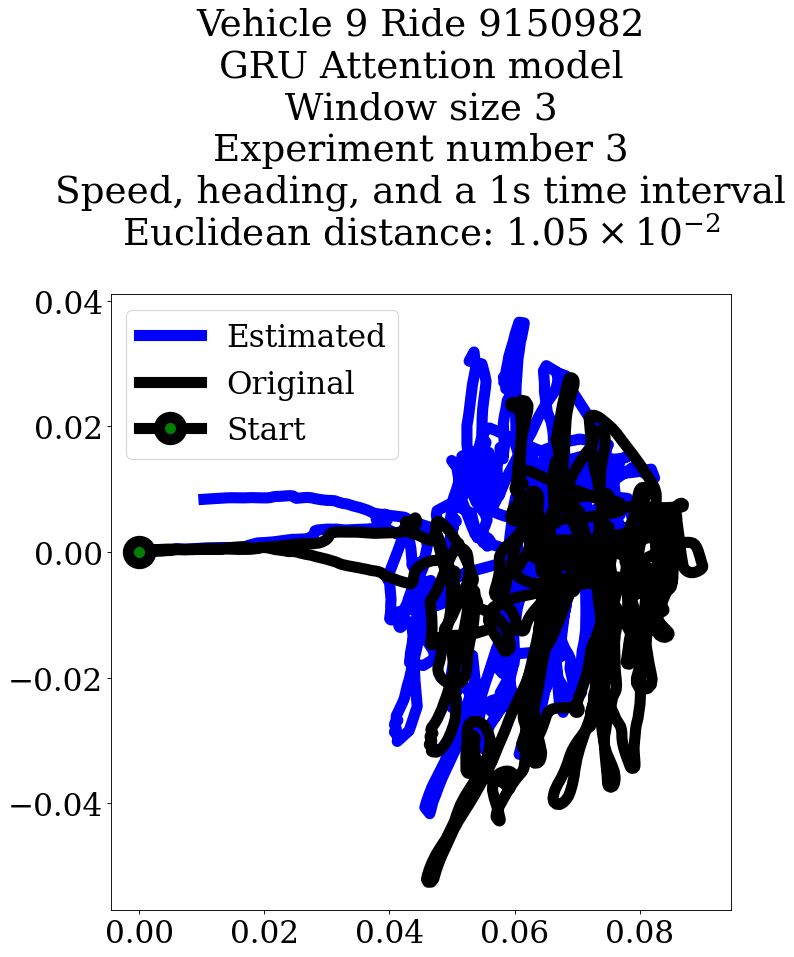 Vehicle 9 Ride 9150982
GRU Attention model
Window size 3
Experiment number 3
Speed, heading, and a 1s time interval
Euclidean distance: 1.05 × 10⁻²
0.04
Estimated
Original
Start
0.02
0.00
−0.02
−0.04
0.00 0.02 0.04 0.06 0.08